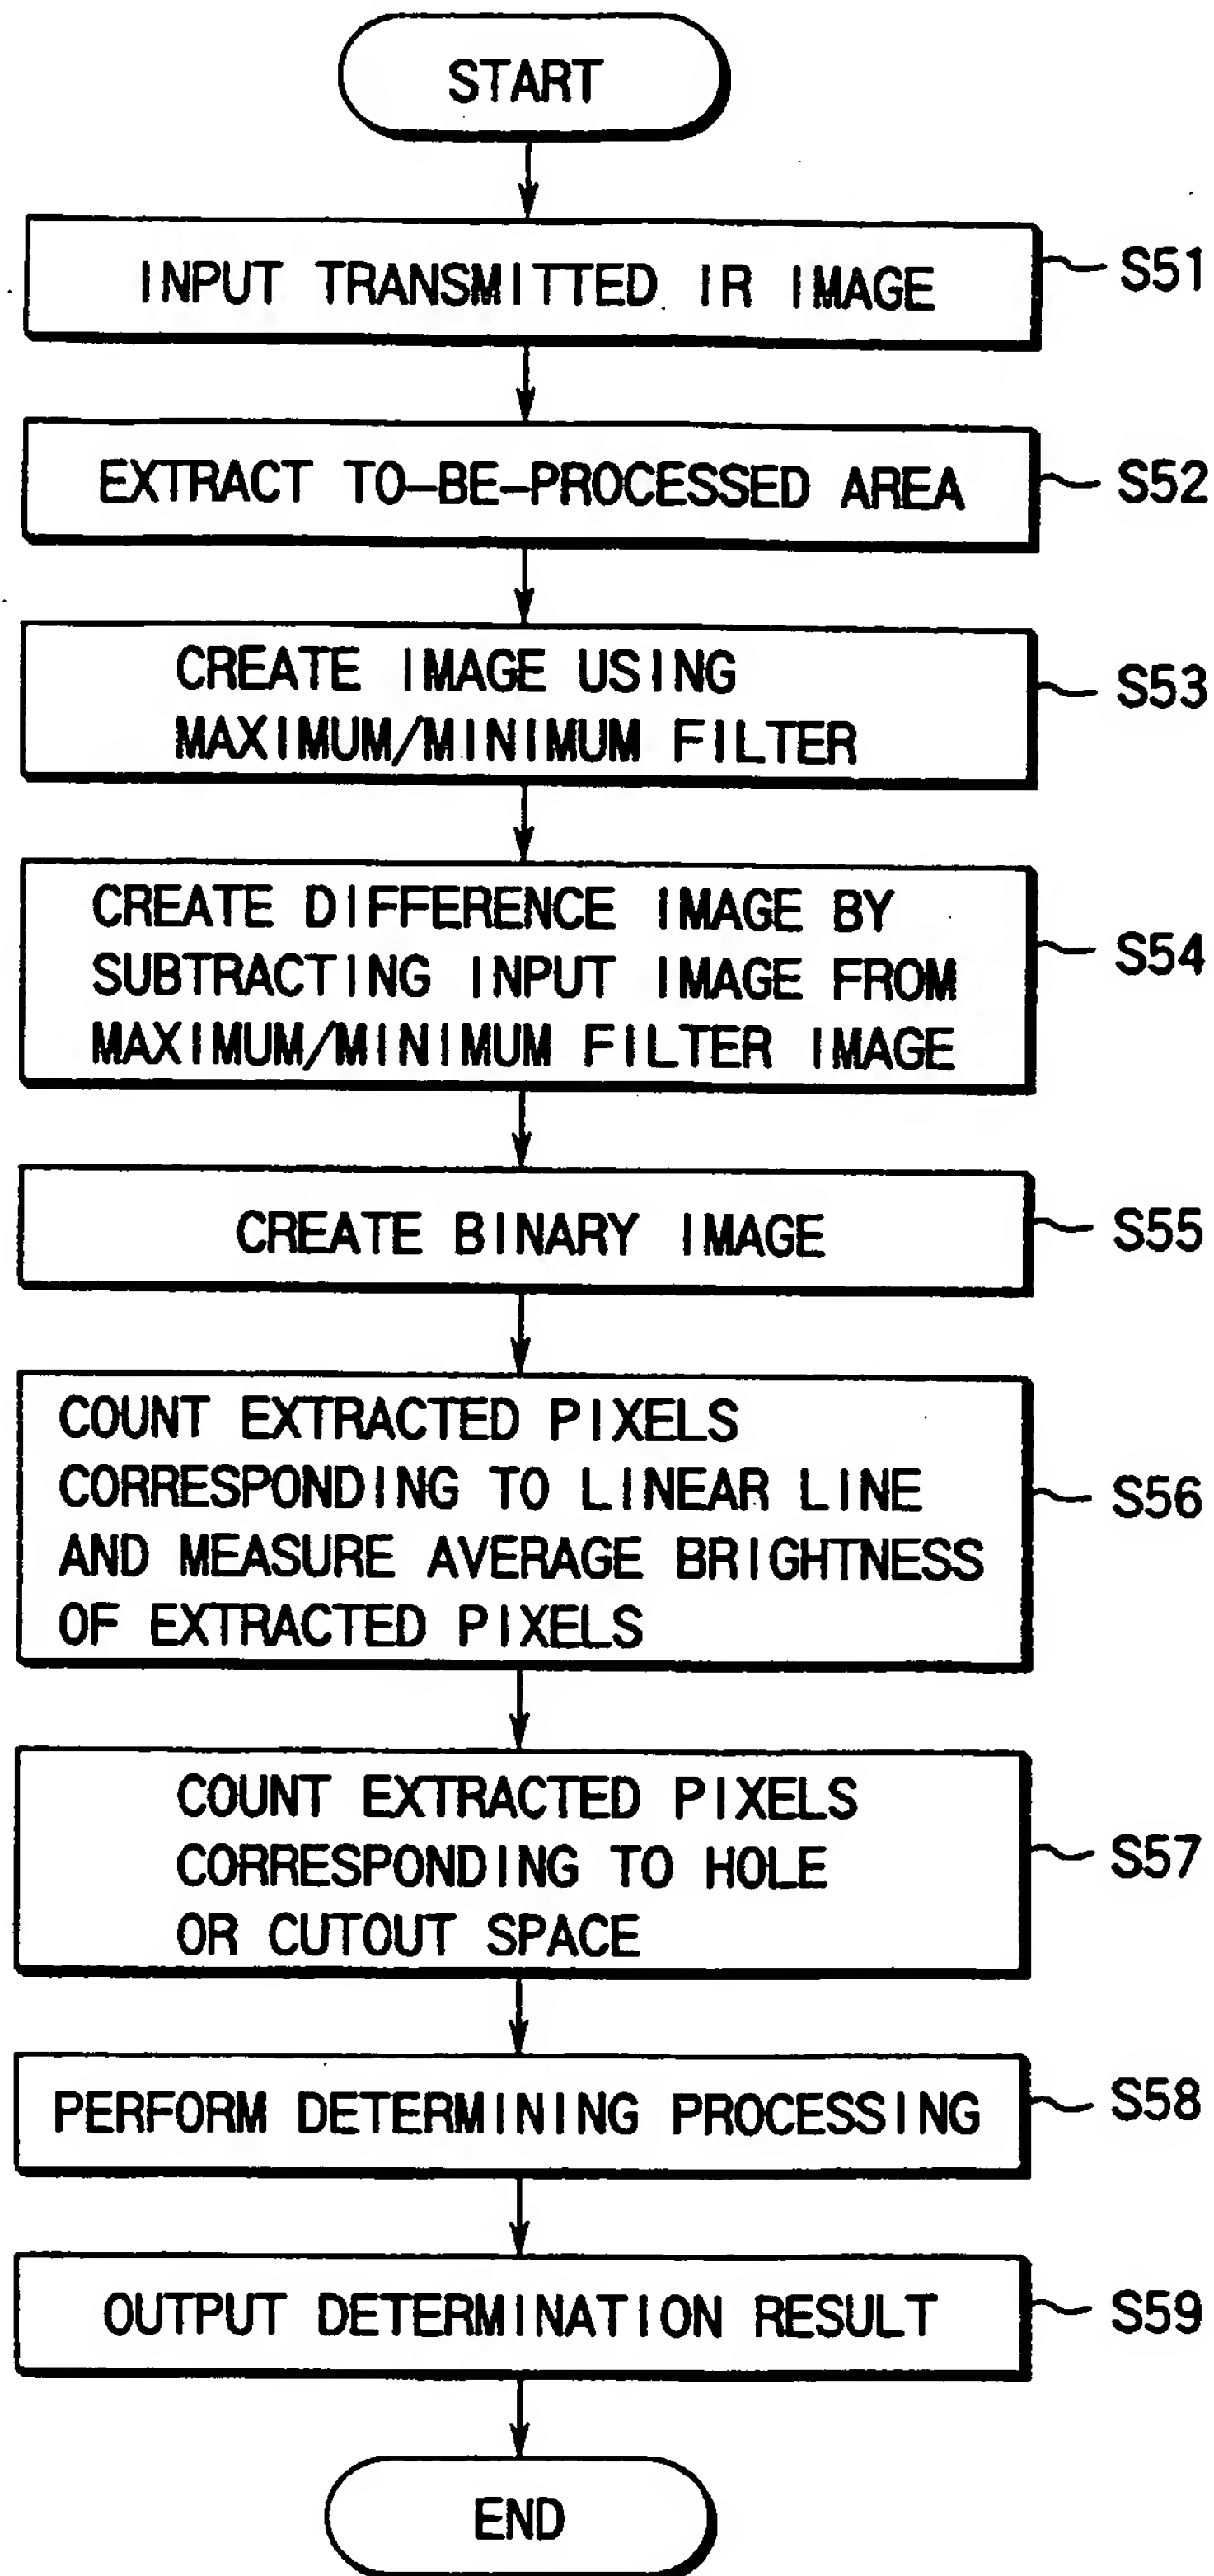 START
INPUT TRANSMITTED IR IMAGE
S51
EXTRACT TO-BE-PROCESSED AREA
S52
CREATE IMAGE USING
MAXIMUM/MINIMUM FILTER
S53
CREATE DIFFERENCE IMAGE BY
SUBTRACTING INPUT IMAGE FROM
MAXIMUM/MINIMUM FILTER IMAGE
S54
CREATE BINARY IMAGE
S55
COUNT EXTRACTED PIXELS
CORRESPONDING TO LINEAR LINE
AND MEASURE AVERAGE BRIGHTNESS
OF EXTRACTED PIXELS
S56
COUNT EXTRACTED PIXELS
CORRESPONDING TO HOLE
OR CUTOUT SPACE
S57
PERFORM DETERMINING PROCESSING
S58
OUTPUT DETERMINATION RESULT
S59
END